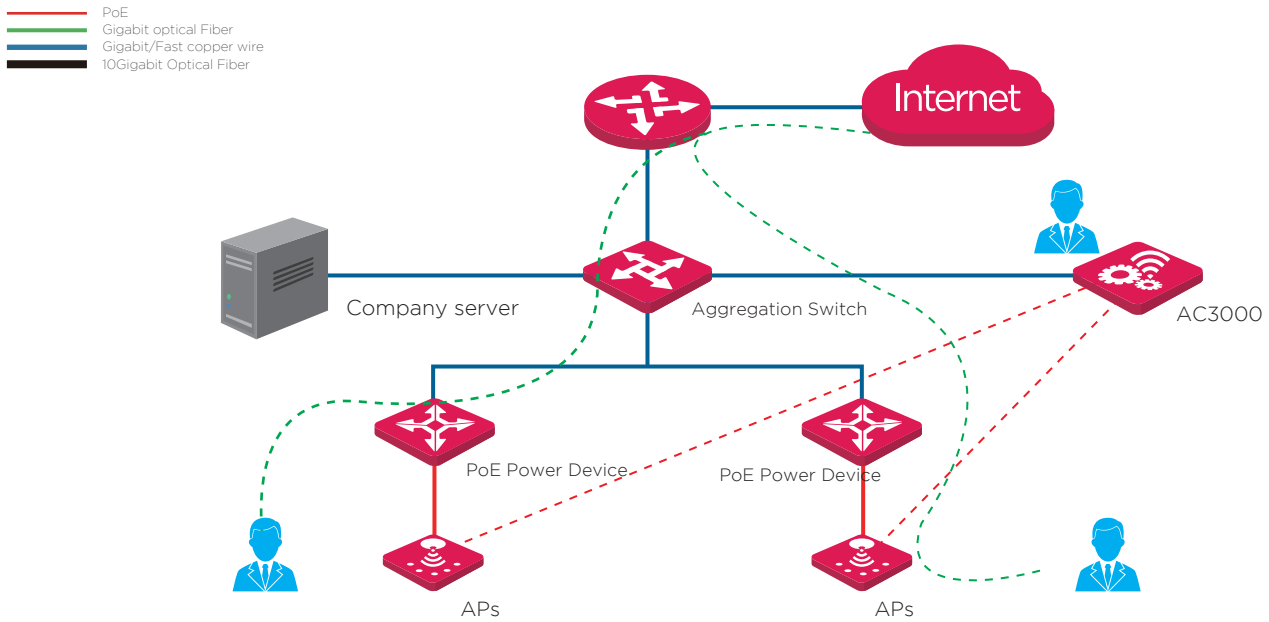 PoE
Gigabit optical Fiber
Gigabit/Fast copper wire
10Gigabit Optical Fiber
Internet
Company server
Aggregation Switch
AC3000
PoE Power Device
PoE Power Device
APs
APs